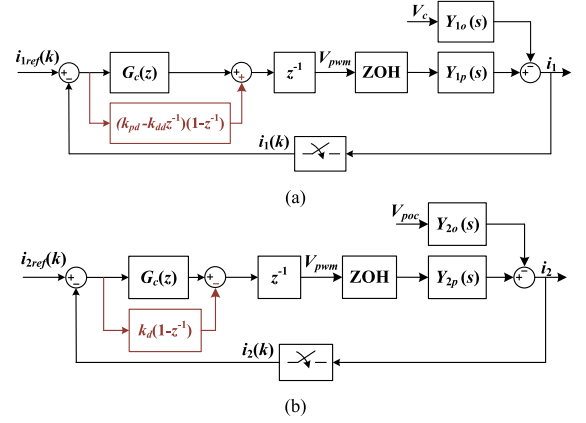 V_c
Y_1o(s)
i_1ref(k)
+
−
G_c(z)
+
+
z^-1
V_pwm
ZOH
Y_1p(s)
−
+
i_1
(k_pd-k_dd z^-1)(1-z^-1)
i_1(k)
(a)
V_poc
Y_2o(s)
i_2ref(k)
+
−
G_c(z)
+
−
z^-1
V_pwm
ZOH
Y_2p(s)
−
+
i_2
k_d(1-z^-1)
i_2(k)
(b)